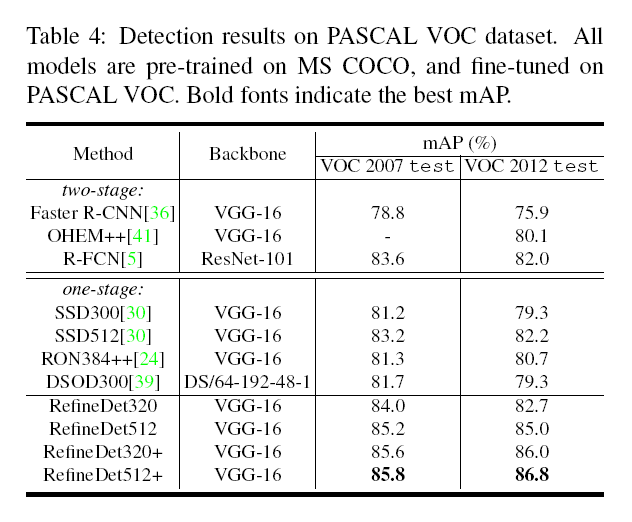 Table 4: Detection results on PASCAL VOC dataset. All
models are pre-trained on MS COCO, and fine-tuned on
PASCAL VOC. Bold fonts indicate the best mAP.
Method Backbone mAP (%)
VOC 2007 test VOC 2012 test
two-stage:
Faster R-CNN[36] VGG-16 78.8 75.9
OHEM++[41] VGG-16 - 80.1
R-FCN[5] ResNet-101 83.6 82.0
one-stage:
SSD300[30] VGG-16 81.2 79.3
SSD512[30] VGG-16 83.2 82.2
RON384++[24] VGG-16 81.3 80.7
DSOD300[39] DS/64-192-48-1 81.7 79.3
RefineDet320 VGG-16 84.0 82.7
RefineDet512 VGG-16 85.2 85.0
RefineDet320+ VGG-16 85.6 86.0
RefineDet512+ VGG-16 85.8 86.8